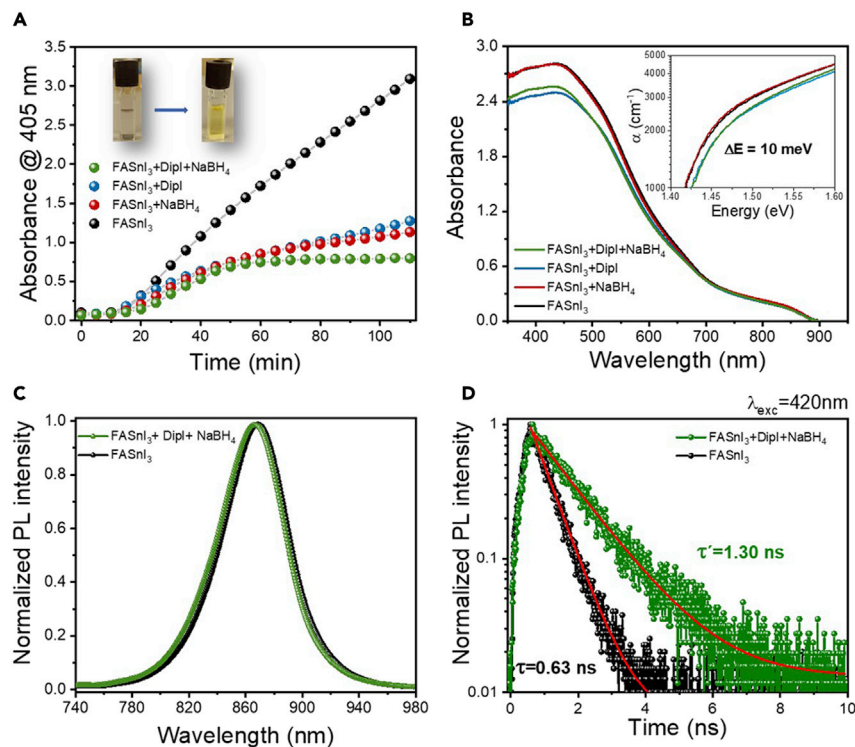 A
Absorbance @ 405 nm
3.5
3.0
2.5
2.0
1.5
1.0
0.5
0.0
FASnI₃+DipI+NaBH₄
FASnI₃+DipI
FASnI₃+NaBH₄
FASnI₃
0 20 40 60 80 100
Time (min)
B
Absorbance
3.0
2.4
1.8
1.2
0.6
0.0
α (cm⁻¹)
5000
4000
3000
2000
1000
ΔE = 10 meV
1.40 1.45 1.50 1.55 1.60
Energy (eV)
FASnI₃+DipI+NaBH₄
FASnI₃+DipI
FASnI₃+NaBH₄
FASnI₃
400 500 600 700 800 900
Wavelength (nm)
C
Normalized PL intensity
1.0
0.8
0.6
0.4
0.2
0.0
FASnI₃+ DipI+ NaBH₄
FASnI₃
740 780 820 860 900 940 980
Wavelength (nm)
D
λexc=420nm
Normalized PL intensity
1
0.1
0.01
FASnI₃+DipI+NaBH₄
FASnI₃
τ´=1.30 ns
τ=0.63 ns
0 2 4 6 8 10
Time (ns)